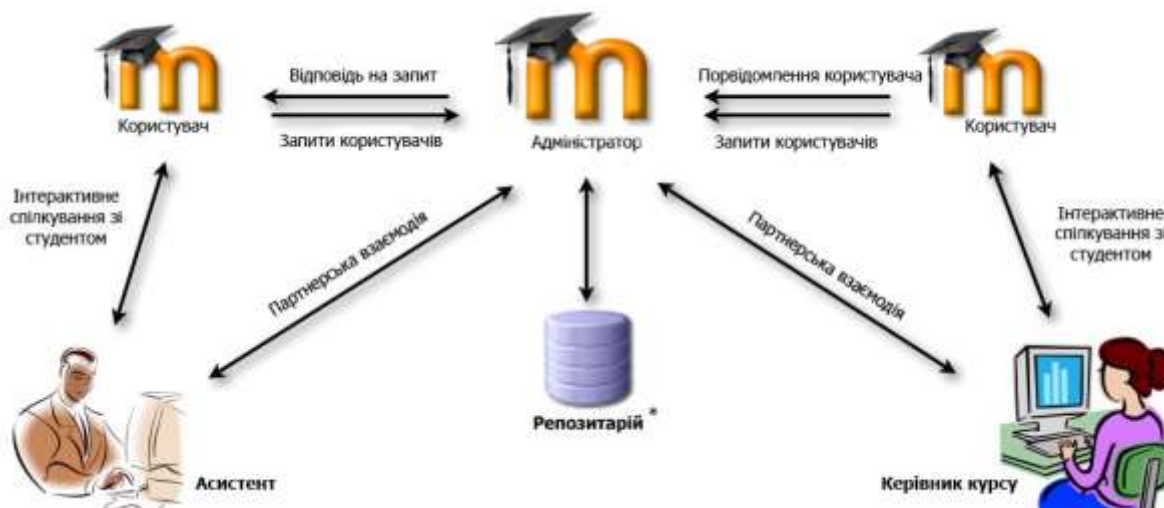 m
m
m
Відповідь на запит
Порвідомлення користувача
Користувач
Запити користувачів
Адміністратор
Запити користувачів
Користувач
Інтерактивне
спілкування зі
студентом
Партнерська взаємодія
Партнерська взаємодія
Інтерактивне
спілкування зі
студентом
Репозитарій *
Асистент
Керівник курсу